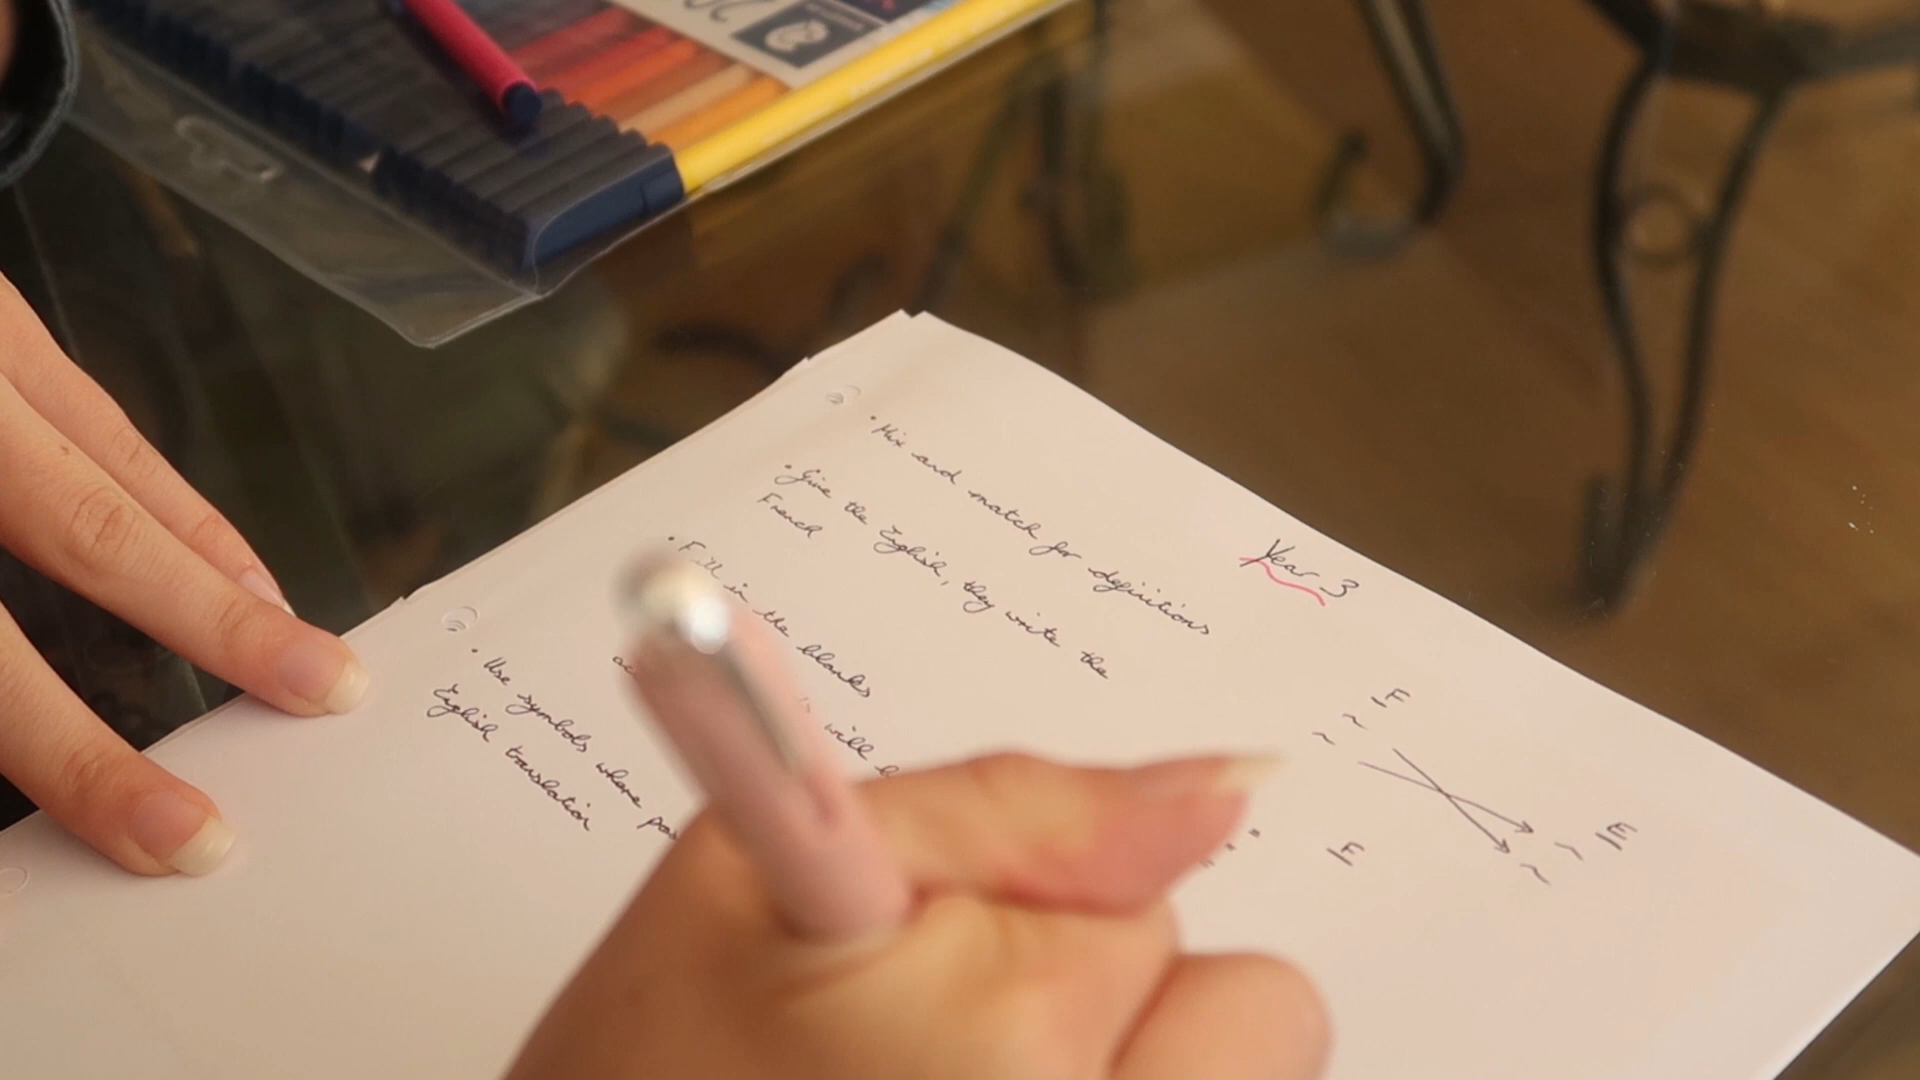 Year 3
• Mix and match for definitions
• Give the English, they write the
French
• Fill in the blanks
will
• Use symbols where
English translation
F
E
F
20